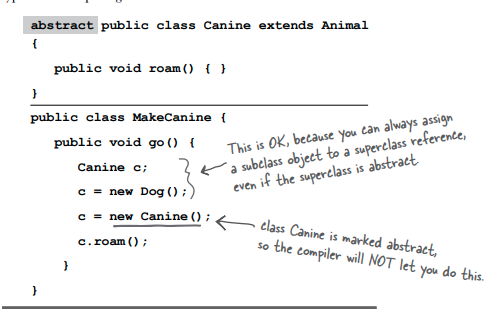 abstract public class Canine extends Animal
{
public void roam() { }
}
public class MakeCanine {
public void go() {
Canine c;
c = new Dog();
c = new Canine();
c.roam();
}
}
This is OK, because you can always assign
a subclass object to a superclass reference,
even if the superclass is abstract.
class Canine is marked abstract,
so the compiler will NOT let you do this.